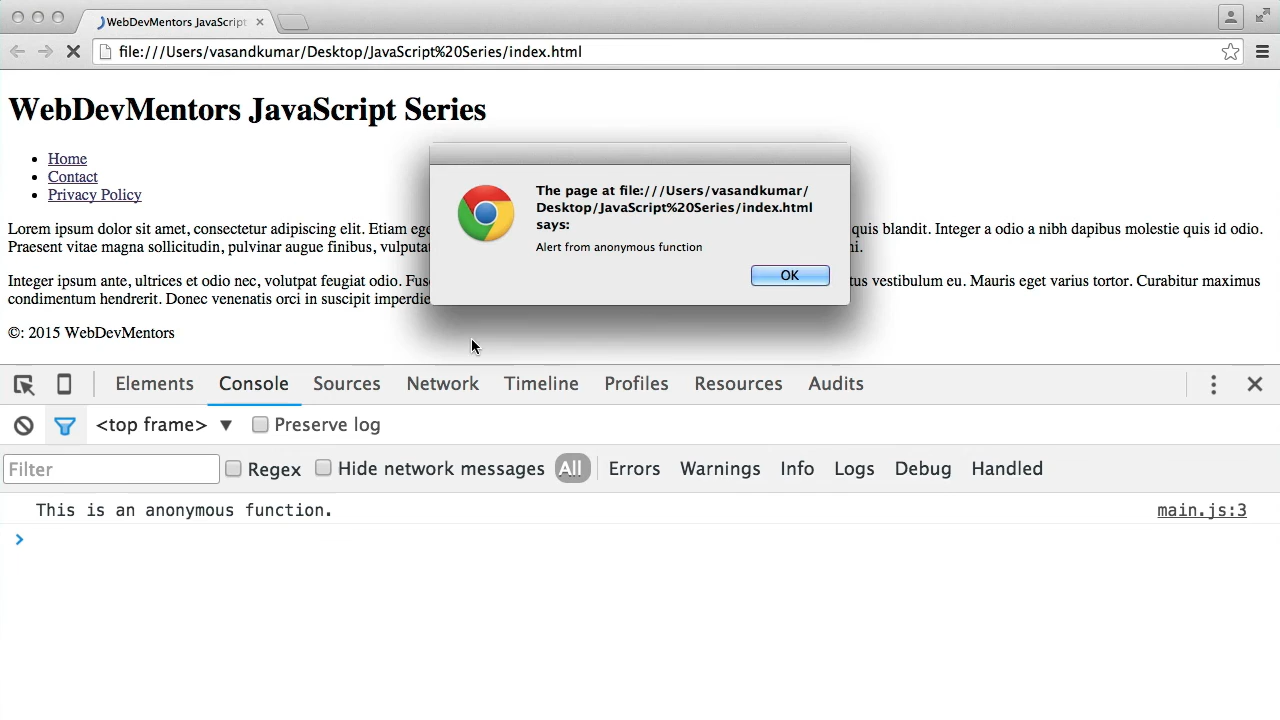 WebDevMentors JavaScript
file:///Users/vasandkumar/Desktop/JavaScript%20Series/index.html
WebDevMentors JavaScript Series
Home
Contact
Privacy Policy
The page at file:///Users/vasandkumar/
Desktop/JavaScript%20Series/index.html
says:
Alert from anonymous function
OK
Lorem ipsum dolor sit amet, consectetur adipiscing elit. Etiam ege quis blandit. Integer a odio a nibh dapibus molestie quis id odio.
Praesent vitae magna sollicitudin, pulvinar augue finibus, vulputat ni.
Integer ipsum ante, ultrices et odio nec, volutpat feugiat odio. Fusc tus vestibulum eu. Mauris eget varius tortor. Curabitur maximus
condimentum hendrerit. Donec venenatis orci in suscipit imperdie
©: 2015 WebDevMentors
Elements Console Sources Network Timeline Profiles Resources Audits
<top frame> Preserve log
Filter Regex Hide network messages All Errors Warnings Info Logs Debug Handled
This is an anonymous function. main.js:3